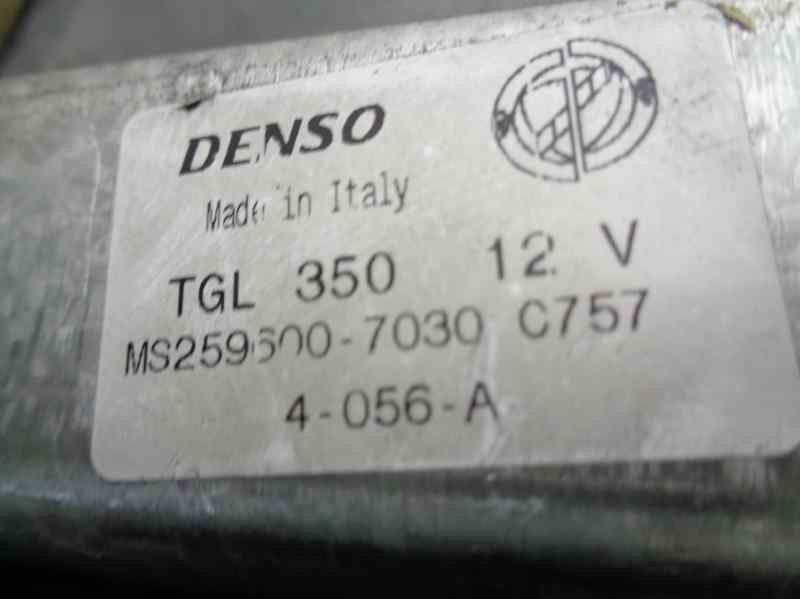 DENSO
Made in Italy
TGL 350 12 V
MS259600-7030 C757
4-056-A